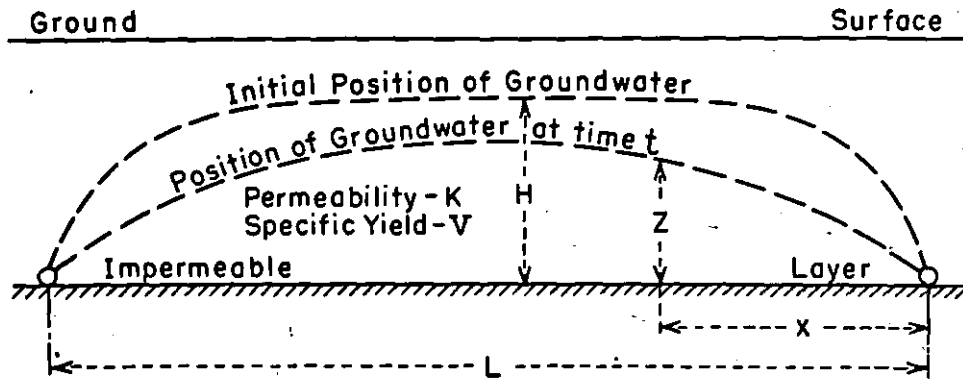 Ground Surface
Initial Position of Groundwater
Position of Groundwater at time t
Permeability-K
Specific Yield-V
H
Z
Impermeable Layer
X
L